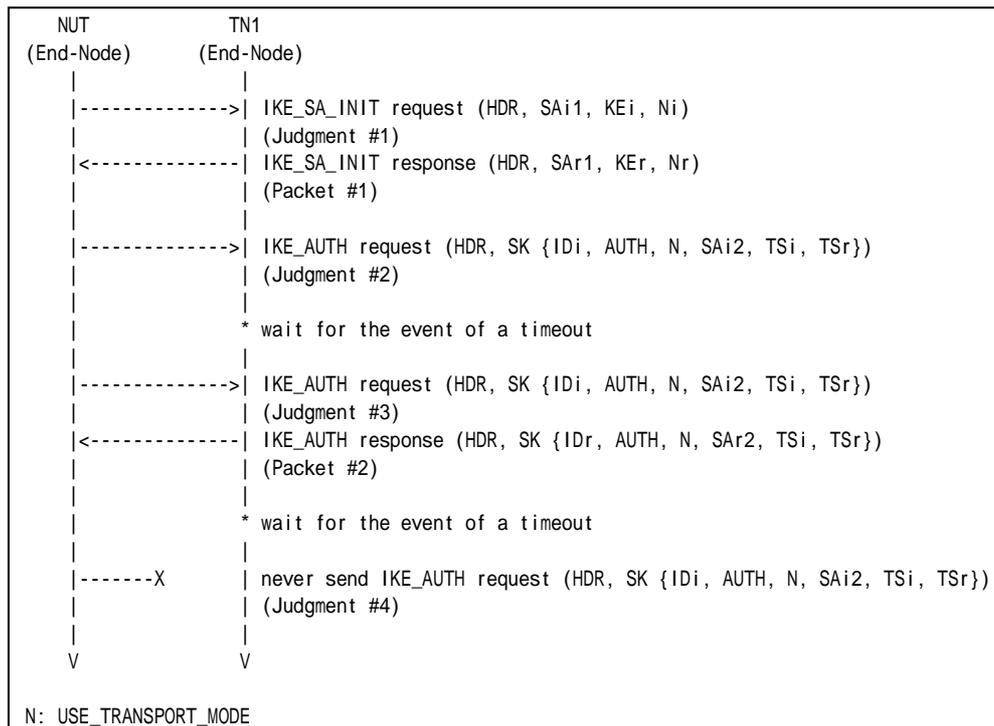 NUT TN1
(End-Node) (End-Node)
| |
|-------------->| IKE_SA_INIT request (HDR, SAi1, KEi, Ni)
| | (Judgment #1)
|<--------------| IKE_SA_INIT response (HDR, SAr1, KEr, Nr)
| | (Packet #1)
| |
|-------------->| IKE_AUTH request (HDR, SK {IDi, AUTH, N, SAi2, TSi, TSr})
| | (Judgment #2)
| |
| * wait for the event of a timeout
| |
|-------------->| IKE_AUTH request (HDR, SK {IDi, AUTH, N, SAi2, TSi, TSr})
| | (Judgment #3)
|<--------------| IKE_AUTH response (HDR, SK {IDr, AUTH, N, SAr2, TSi, TSr})
| | (Packet #2)
| |
| * wait for the event of a timeout
| |
|-------X | never send IKE_AUTH request (HDR, SK {IDi, AUTH, N, SAi2, TSi, TSr})
| | (Judgment #4)
| |
V V
N: USE_TRANSPORT_MODE